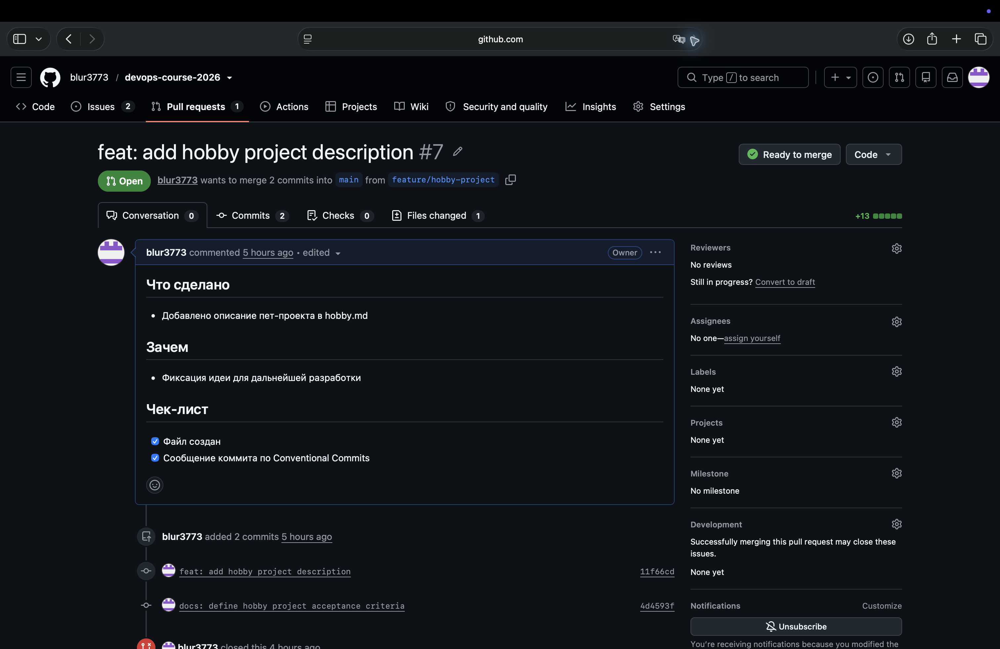 github.com
blur3773 / devops-course-2026
Type / to search
Code
Issues 2
Pull requests 1
Actions
Projects
Wiki
Security and quality
Insights
Settings
feat: add hobby project description #7
Ready to merge
Code
Open
blur3773 wants to merge 2 commits into main from feature/hobby-project
Conversation 0
Commits 2
Checks 0
Files changed 1
+13
blur3773 commented 5 hours ago • edited
Owner
Что сделано
Добавлено описание пет-проекта в hobby.md
Зачем
Фиксация идеи для дальнейшей разработки
Чек-лист
Файл создан
Сообщение коммита по Conventional Commits
blur3773 added 2 commits 5 hours ago
feat: add hobby project description 11f66cd
docs: define hobby project acceptance criteria 4d4593f
blur3773 closed this 4 hours ago
Reviewers
No reviews
Still in progress? Convert to draft
Assignees
No one—assign yourself
Labels
None yet
Projects
None yet
Milestone
No milestone
Development
Successfully merging this pull request may close these
issues.
None yet
Notifications
Customize
Unsubscribe
You're receiving notifications because you modified the